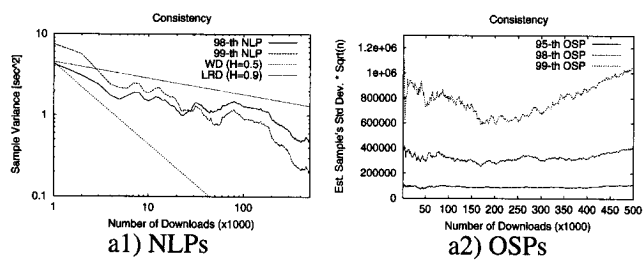 Consistency
10
1
0.1
Sample Variance [sec^2]
98-th NLP
99-th NLP
WD (H=0.5)
LRD (H=0.9)
1
10
100
Number of Downloads (x1000)
a1) NLPs
Consistency
1.2e+06
1e+06
800000
600000
400000
200000
0
Est. Sample's Std Dev. * Sqrt(n)
95-th OSP
98-th OSP
99-th OSP
50 100 150 200 250 300 350 400 450 500
Number of Downloads (x1000)
a2) OSPs